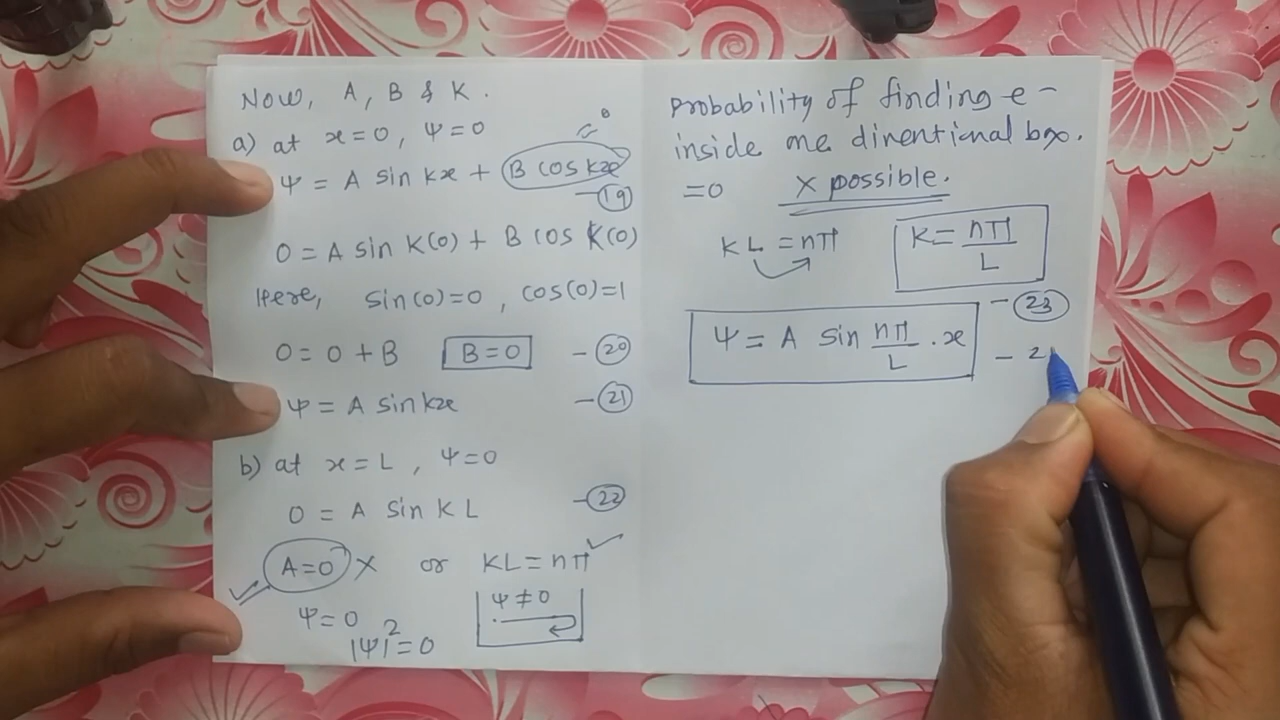 Now, A, B & K.
a) at x=0, Ψ=0
0
Ψ = A sin kx + B cos kx
-19
0 = A sin K(0) + B cos K(0)
Here, sin(0)=0, cos(0)=1
0 = 0 + B B=0 -20
Ψ = A sin kx -21
b) at x=L, Ψ=0
0 = A sin K L -22
A=0 X or KL=nπ ✓
Ψ=0 Ψ≠0
|Ψ|²=0
Probability of finding e-
inside one dimentional box.
=0 X possible.
KL =nπ K= nπ/L
-23
Ψ = A sin nπ/L . x
- 2